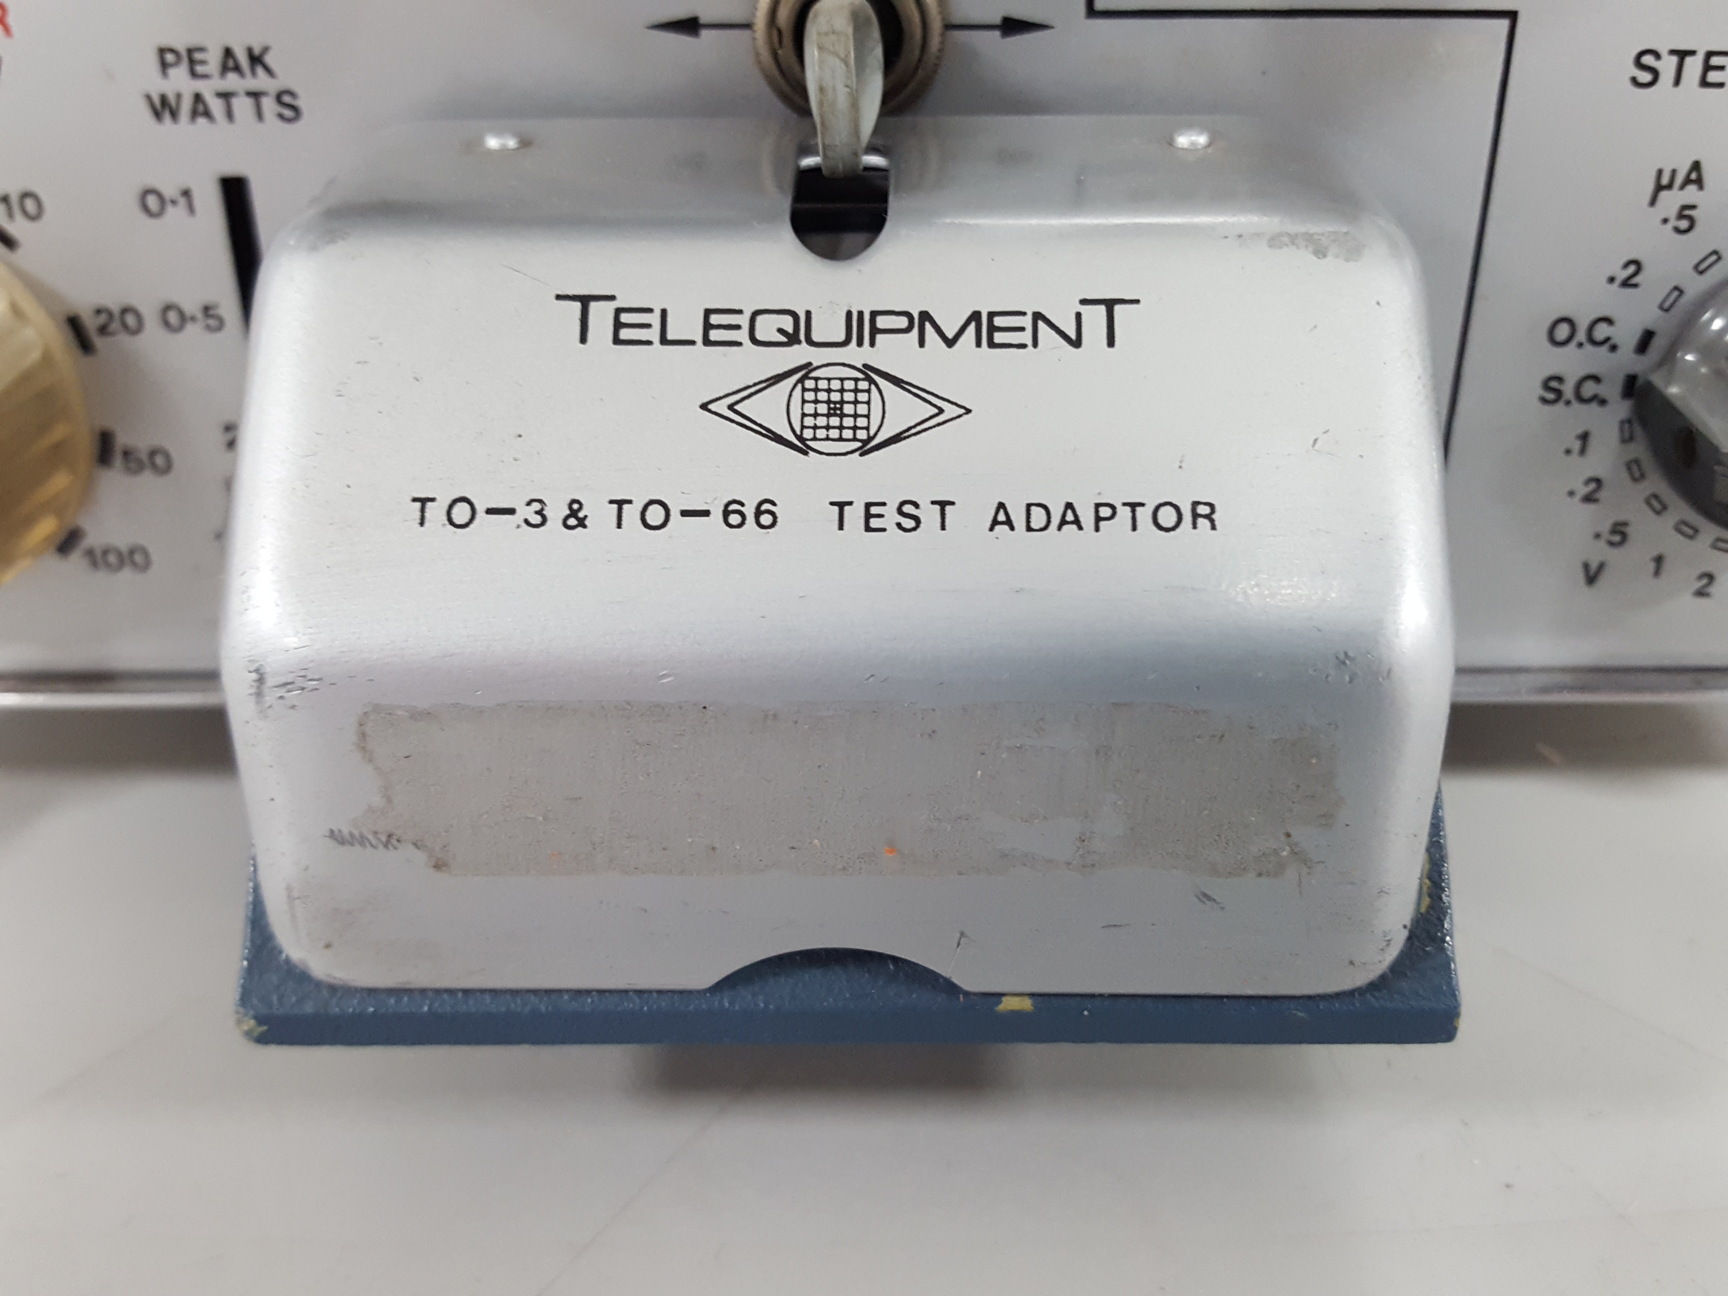 PEAK
WATTS
STE
10
0·1
µA
.5
.2
20
0·5
O.C.
S.C.
TELEQUIPMENT
50
.1
.2
TO-3 & TO-66 TEST ADAPTOR
.5
100
V
1
2